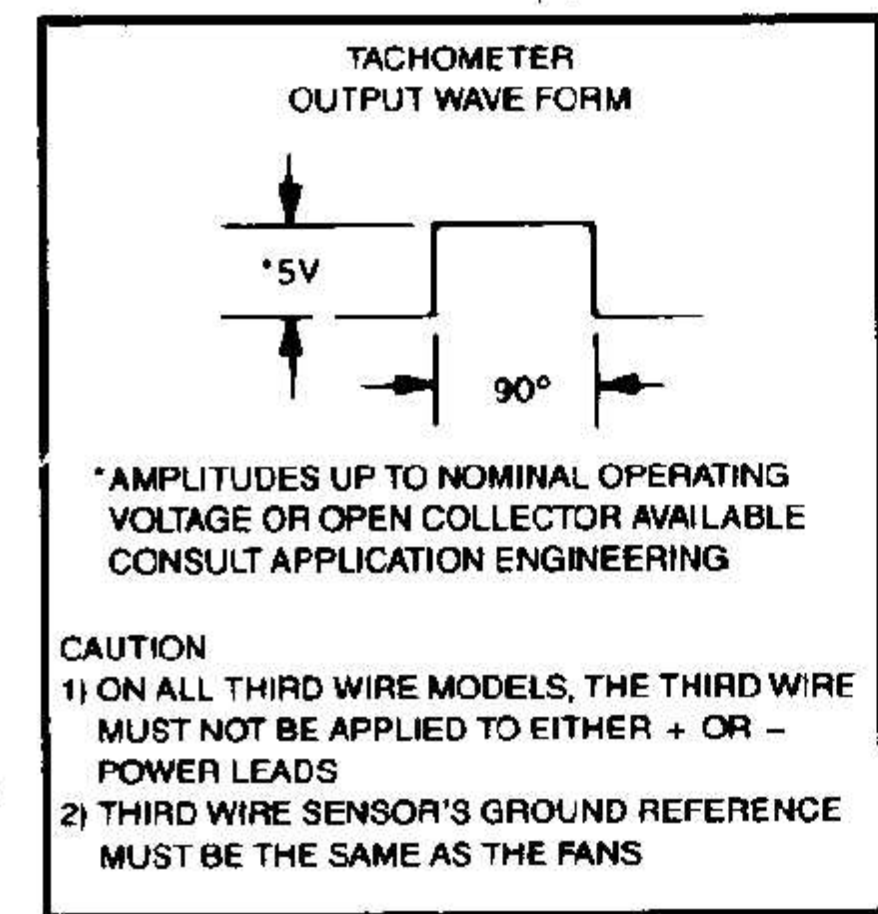 TACHOMETER
OUTPUT WAVE FORM
*5V
90°
*AMPLITUDES UP TO NOMINAL OPERATING
VOLTAGE OR OPEN COLLECTOR AVAILABLE
CONSULT APPLICATION ENGINEERING
CAUTION
1) ON ALL THIRD WIRE MODELS, THE THIRD WIRE
MUST NOT BE APPLIED TO EITHER + OR –
POWER LEADS
2) THIRD WIRE SENSOR'S GROUND REFERENCE
MUST BE THE SAME AS THE FANS